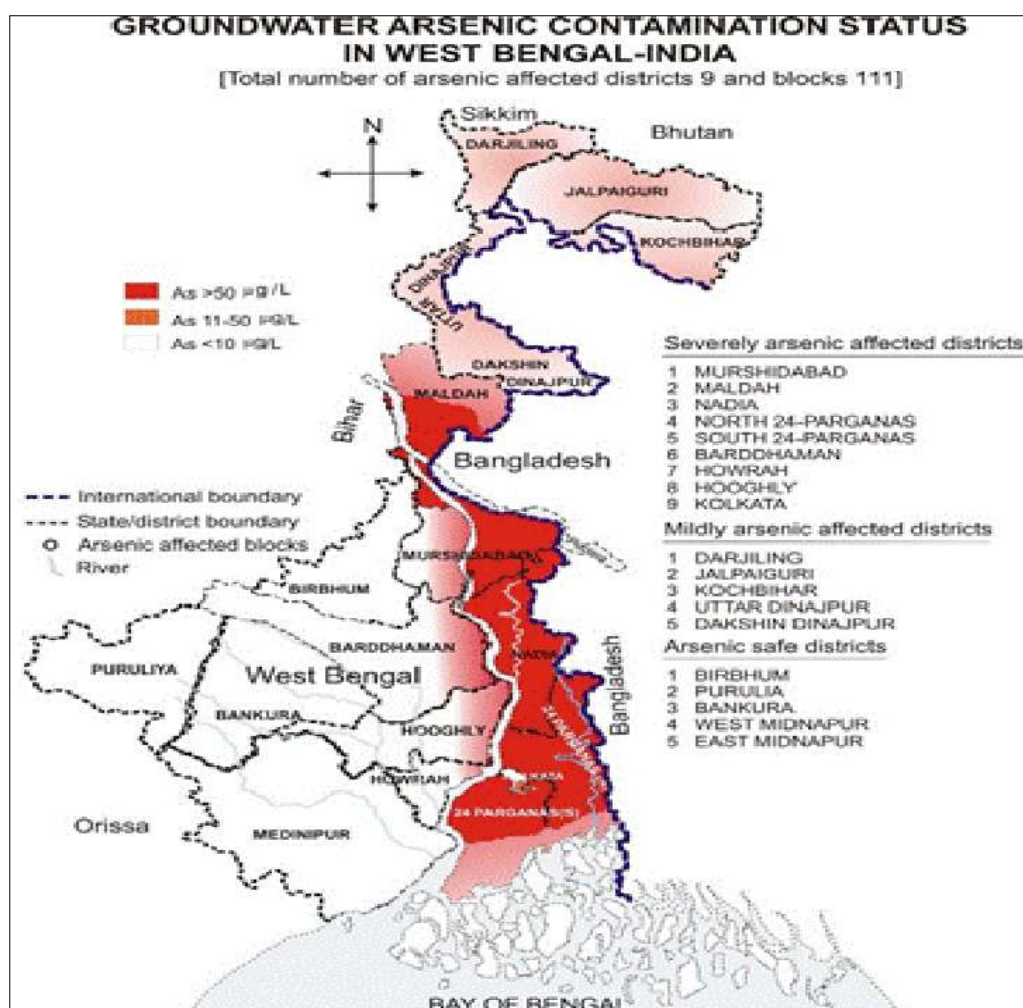 GROUNDWATER ARSENIC CONTAMINATION STATUS
IN WEST BENGAL-INDIA
[Total number of arsenic affected districts 9 and blocks 111]
Sikkim
Bhutan
N
DARJILING
JALPAIGURI
KOCHBIHAR
UTTAR DINAJPUR
As >50 µg/L
As 11-50 µg/L
As <10 µg/L
DAKSHIN
DINAJPUR
MALDAH
Bihar
Bangladesh
Severely arsenic affected districts
1 MURSHIDABAD
2 MALDAH
3 NADIA
4 NORTH 24-PARGANAS
5 SOUTH 24-PARGANAS
6 BARDDHAMAN
7 HOWRAH
8 HOOGHLY
9 KOLKATA
International boundary
State/district boundary
Arsenic affected blocks
River
Mildly arseniic affected districts
1 DARJILING
2 JALPAIGURI
3 KOCHBIHAR
4 UTTAR DINAJPUR
5 DAKSHIN DINAJPUR
Arsenic safe districts
1 BIRBHUM
2 PURULIA
3 BANKURA
4 WEST MIDNAPUR
5 EAST MIDNAPUR
MURSHIDABAD
BIRBHUM
BARDDHAMAN
NADIA
PURULIYA
West Bengal
BANKURA
HOOGHLY
Bangladesh
HOWRAH
24 PARGANAS(S)
Orissa
MEDINIPUR
BAY OF BENGAL